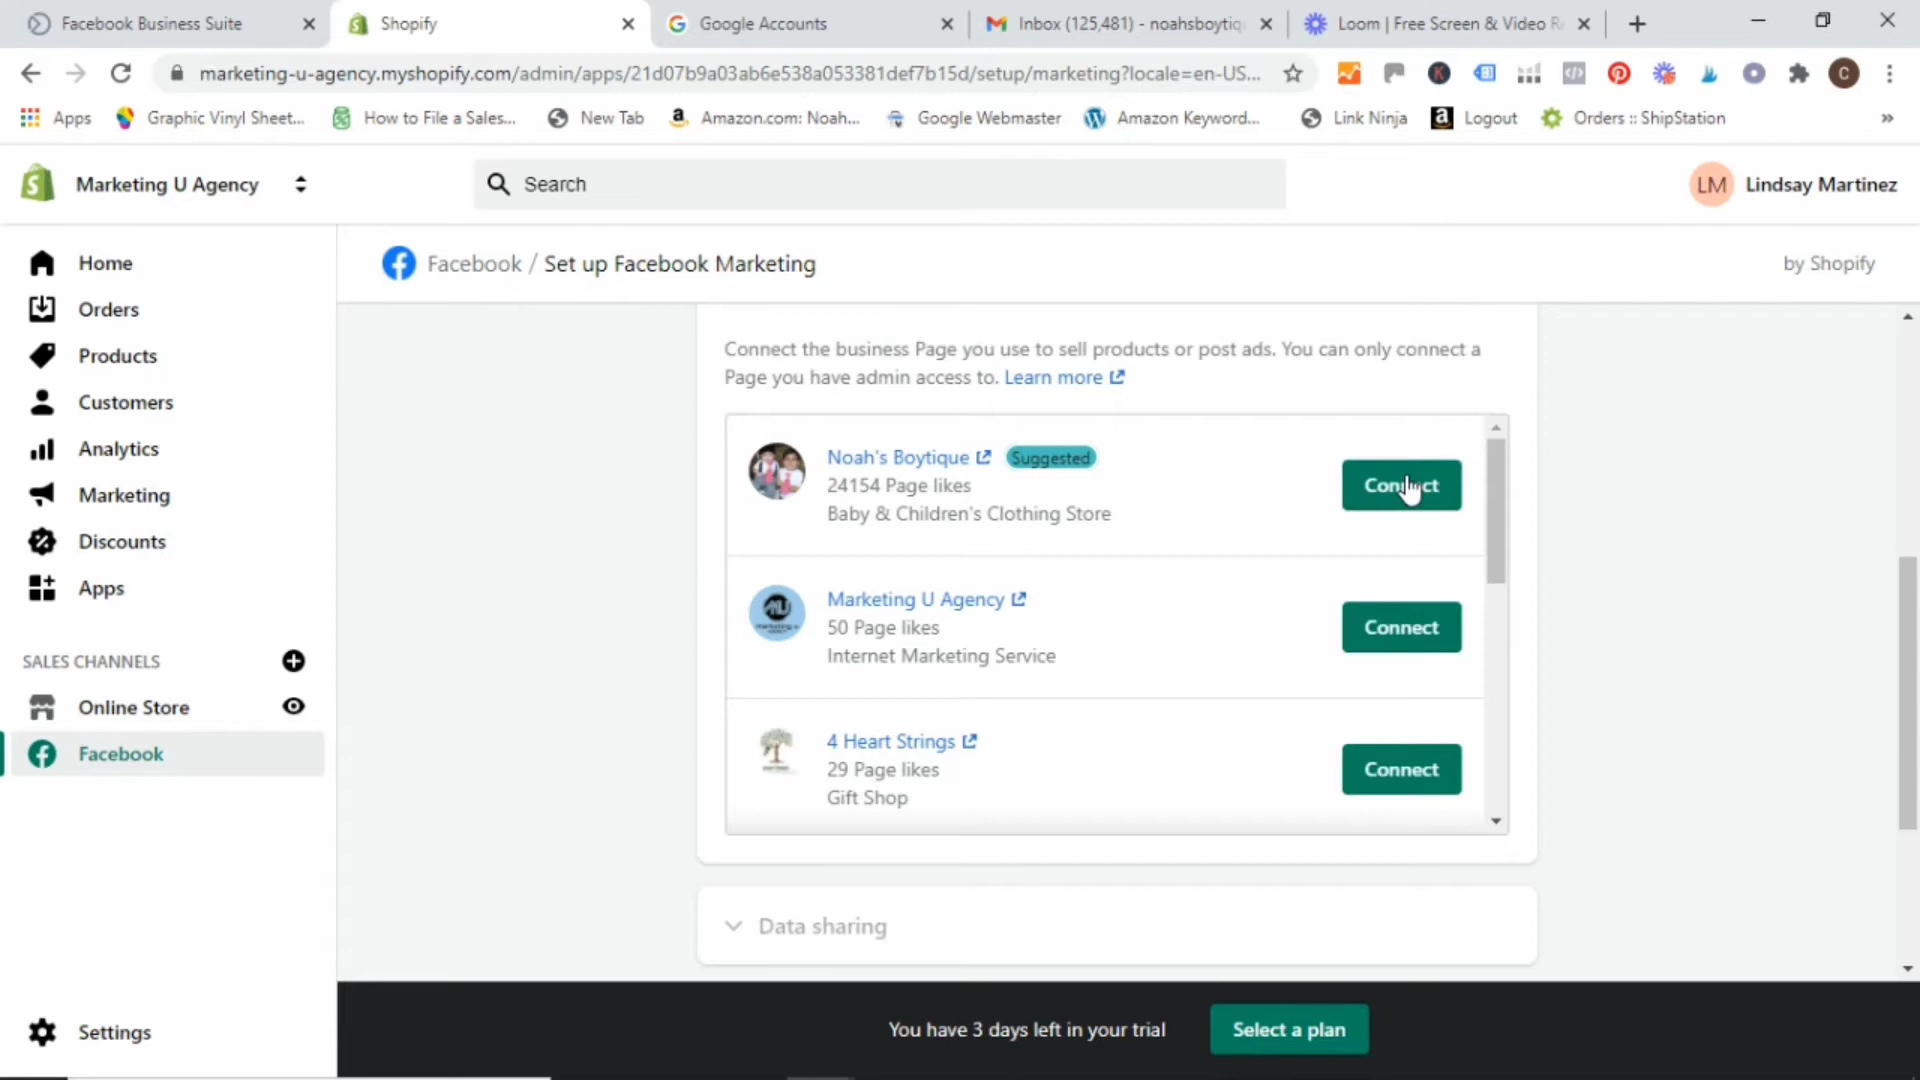 Facebook Business Suite
Shopify
Google Accounts
Inbox (125,481) - noahsboytiq
Loom | Free Screen & Video R
marketing-u-agency.myshopify.com/admin/apps/21d07b9a03ab6e538a053381def7b15d/setup/marketing?locale=en-US...
C
Apps
Graphic Vinyl Sheet...
How to File a Sales...
New Tab
Amazon.com: Noah...
Google Webmaster
Amazon Keyword...
Link Ninja
Logout
Orders :: ShipStation
»
Marketing U Agency
Search
LM
Lindsay Martinez
Home
Orders
Products
Customers
Analytics
Marketing
Discounts
Apps
SALES CHANNELS
Online Store
Facebook
Settings
Facebook / Set up Facebook Marketing
by Shopify
Connect the business Page you use to sell products or post ads. You can only connect a
Page you have admin access to. Learn more
Noah's Boytique
Suggested
24154 Page likes
Baby & Children's Clothing Store
Connect
Marketing U Agency
50 Page likes
Internet Marketing Service
Connect
4 Heart Strings
29 Page likes
Gift Shop
Connect
Data sharing
You have 3 days left in your trial
Select a plan